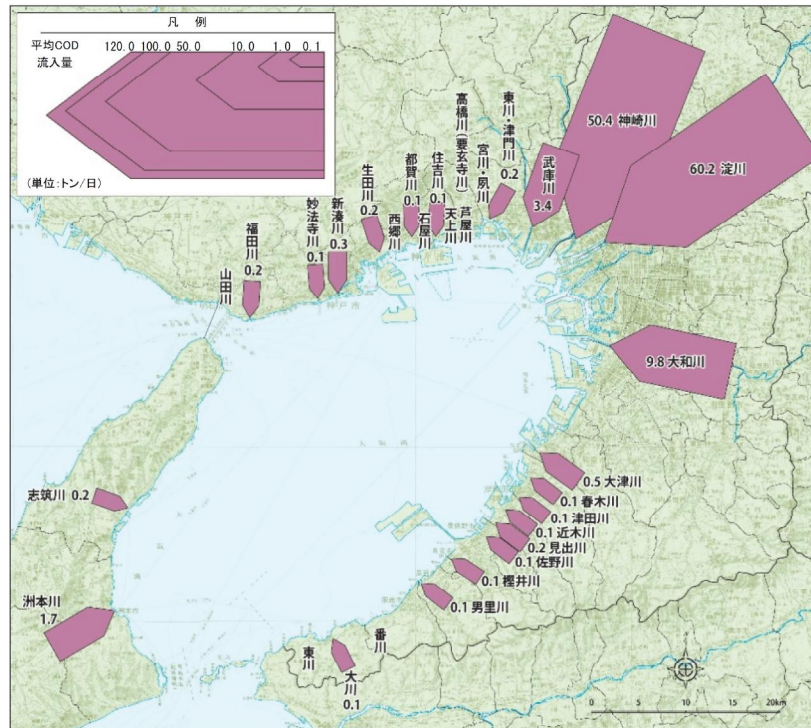 凡 例
平均COD
流入量
120.0 100.0 50.0 10.0 1.0 0.1
(単位:トン/日)
50.4 神崎川
60.2 淀川
武庫川
3.4
東川・津門川
0.2
宮川・夙川
高橋川(要玄寺川)
芦屋川
天上川
住吉川
0.1
石屋川
都賀川
0.1
西郷川
生田川
0.2
新湊川
0.3
妙法寺川
0.1
福田川
0.2
山田川
9.8 大和川
0.5 大津川
0.1 春木川
0.1 津田川
0.1 近木川
0.2 見出川
0.1 佐野川
0.1 樫井川
0.1 男里川
番川
大川
0.1
東川
志筑川 0.2
洲本川
1.7
0 5 10 20km